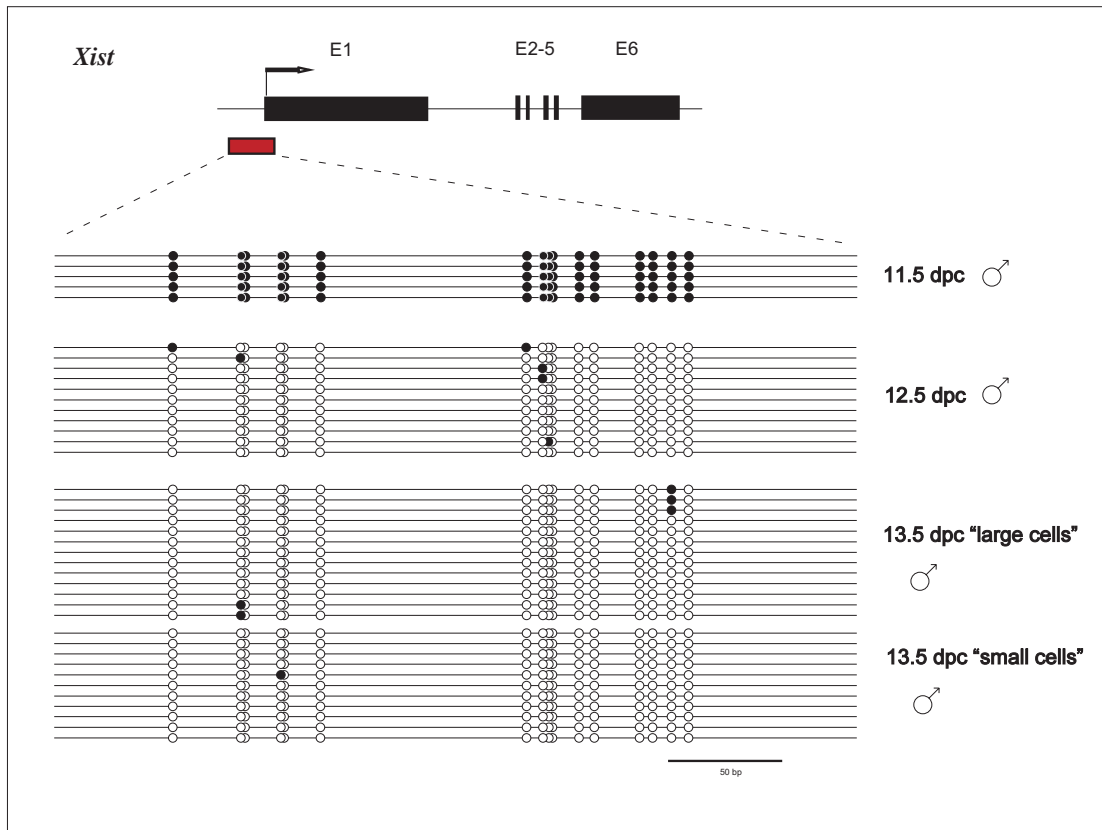 Xist
E1 E2-5 E6
11.5 dpc ♂
12.5 dpc ♂
13.5 dpc “large cells”
♂
13.5 dpc “small cells”
♂
50 bp